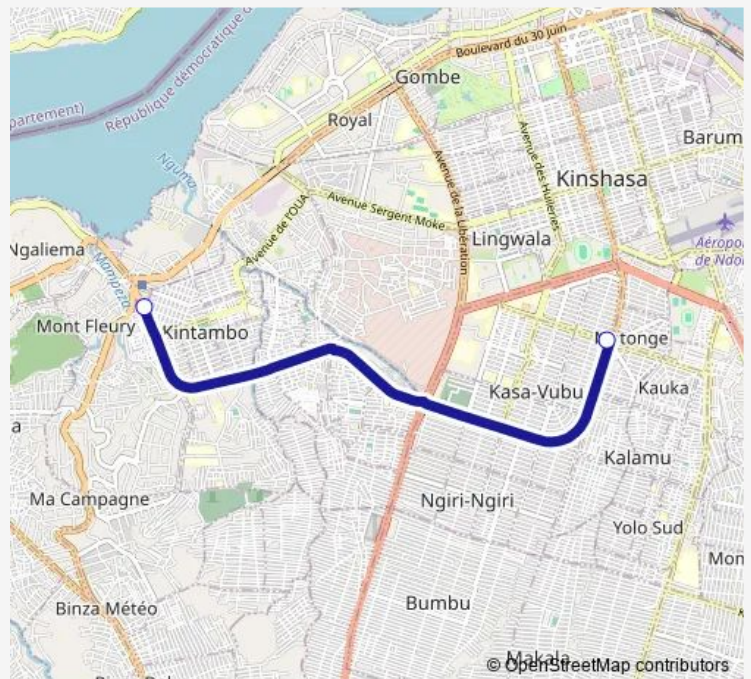 Boulevard du 30 Juin
République démocratique d
partement)
Gombe
Royal
Barum
Nguma
Kinshasa
Avenue de la Libération
Avenue des Huileries
Avenue Sergent Moke
Avenue de l'OUA
Lingwala
Aéropo
de Ndo
Ngaliema
Mampeza
Mont Fleury
Kintambo
tonge
Kasa-Vubu
Kauka
a
Kalamu
Ma Campagne
Ngiri-Ngiri
Yolo Sud
Mon
Binza Météo
Bumbu
Makala
© OpenStreetMap contributors